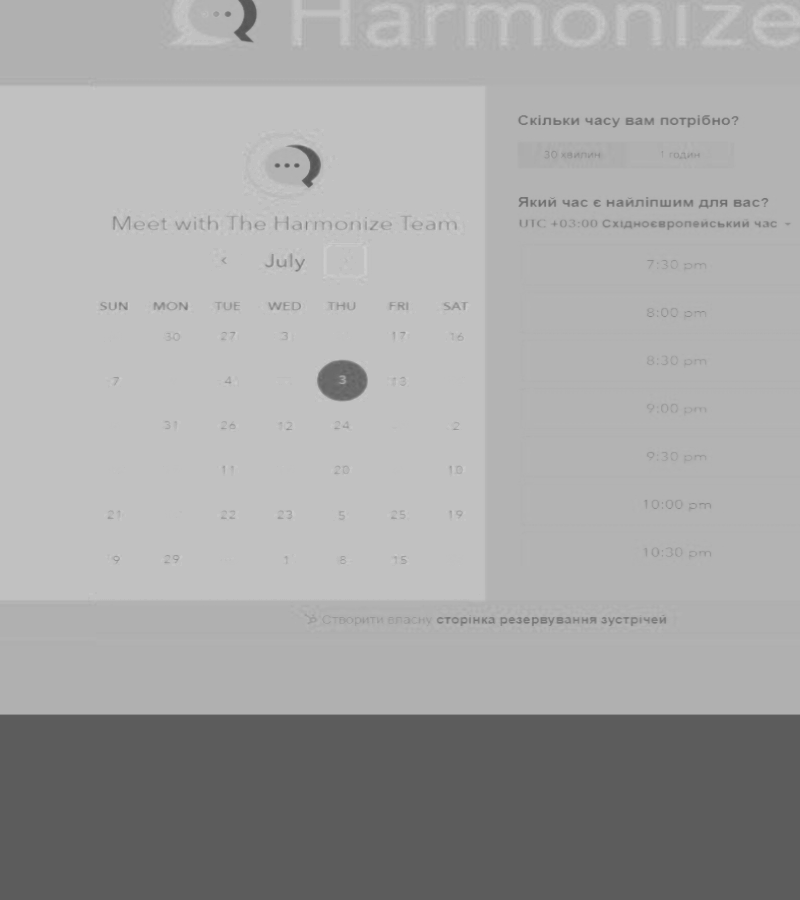 Harmonize
Meet with The Harmonize Team
‹ July ›
SUN MON TUE WED THU FRI SAT
30 27 3 17 16
7 4 3 13
31 26 12 24 2
11 20 18
21 22 23 5 25 19
9 29 1 8 15
Скільки часу вам потрібно?
30 хвилин 1 годин
Який час є найліпшим для вас?
UTC +03:00 Східноєвропейський час
7:30 pm
8:00 pm
8:30 pm
9:00 pm
9:30 pm
10:00 pm
10:30 pm
Створити власну сторінка резервування зустрічей